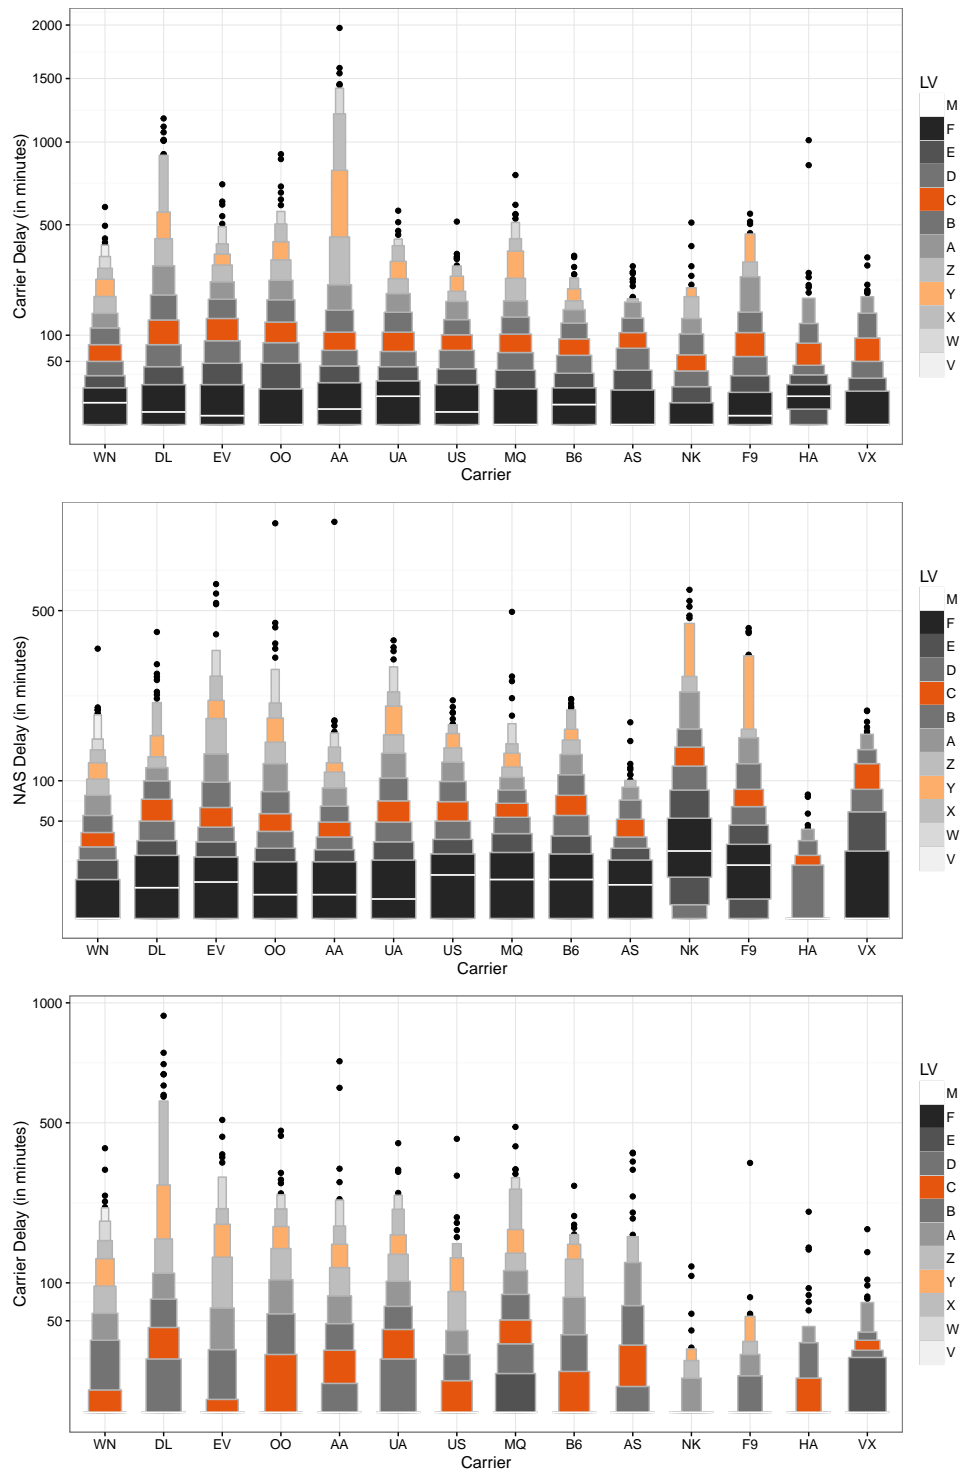 2000
1500
1000
500
100
50
Carrier Delay (in minutes)
WN DL EV OO AA UA US MQ B6 AS NK F9 HA VX
Carrier
LV
M
F
E
D
C
B
A
Z
Y
X
W
V
500
100
50
NAS Delay (in minutes)
WN DL EV OO AA UA US MQ B6 AS NK F9 HA VX
Carrier
LV
M
F
E
D
C
B
A
Z
Y
X
W
V
1000
500
100
50
Carrier Delay (in minutes)
WN DL EV OO AA UA US MQ B6 AS NK F9 HA VX
Carrier
LV
M
F
E
D
C
B
A
Z
Y
X
W
V